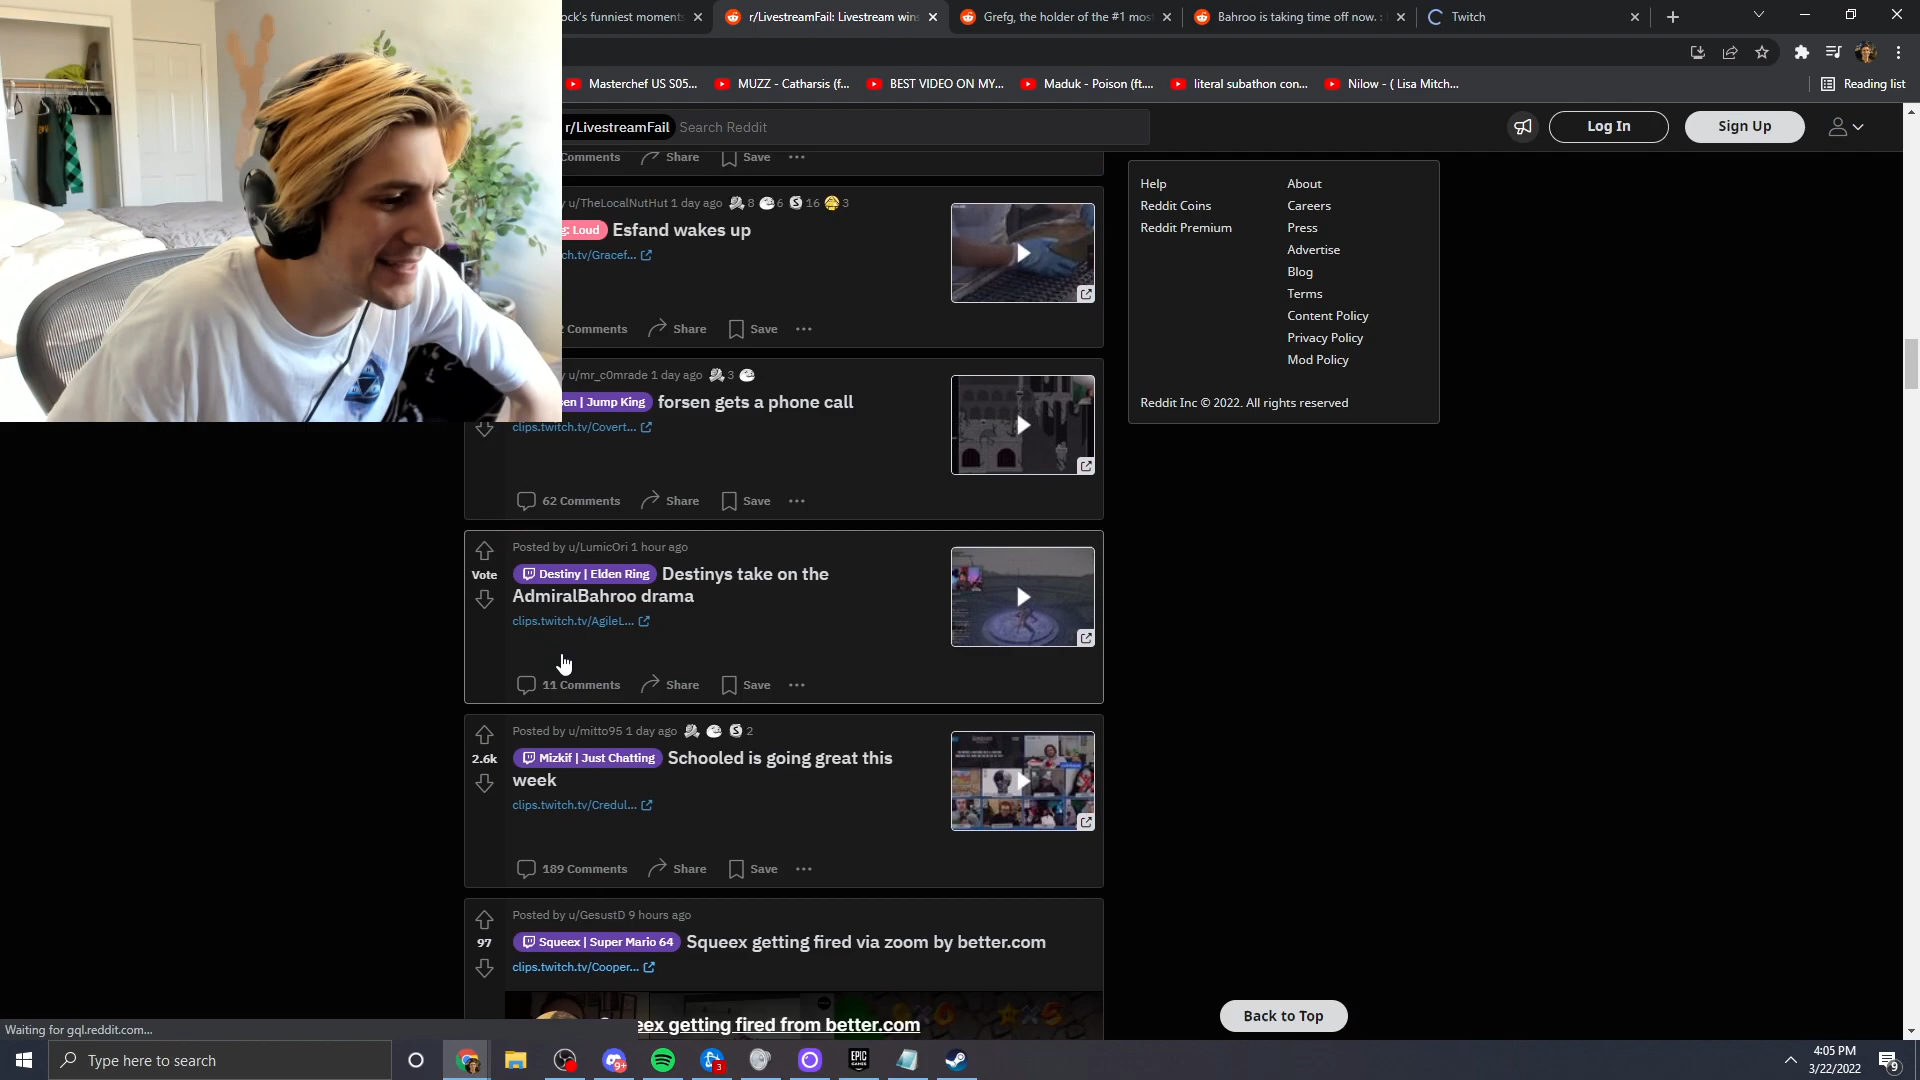 ock's funniest moment
r/LivestreamFail: Livestream wins
Grefg, the holder of the #1 mos
Bahroo is taking time off now. :
Twitch
Masterchef US S05...
MUZZ - Catharsis (f...
BEST VIDEO ON MY...
Maduk - Poison (ft....
literal subathon con...
Nilow - ( Lisa Mitch...
Reading list
r/LivestreamFail Search Reddit
Log In
Sign Up
Comments Share Save
u/TheLocalNutHut 1 day ago 8 6 16 3
g: Loud Esfand wakes up
ch.tv/Gracef...
2 Comments Share Save
y u/mr_c0mrade 1 day ago 3
sen | Jump King forsen gets a phone call
clips.twitch.tv/Covert...
62 Comments Share Save
Posted by u/LumicOri 1 hour ago
Vote
Destiny | Elden Ring Destinys take on the
AdmiralBahroo drama
clips.twitch.tv/AgileL...
11 Comments Share Save
Posted by u/mitto95 1 day ago 2
2.6k
Mizkif | Just Chatting Schooled is going great this
week
clips.twitch.tv/Credul...
189 Comments Share Save
Posted by u/GesustD 9 hours ago
97
Squeex | Super Mario 64 Squeex getting fired via zoom by better.com
clips.twitch.tv/Cooper...
eex getting fired from better.com
Help
Reddit Coins
Reddit Premium
About
Careers
Press
Advertise
Blog
Terms
Content Policy
Privacy Policy
Mod Policy
Reddit Inc © 2022. All rights reserved
Back to Top
Waiting for gql.reddit.com...
Type here to search
9+
3
EPIC
GAMES
4:05 PM
3/22/2022
9